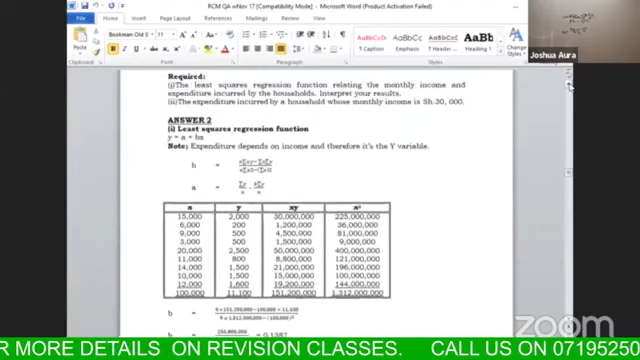 RCM QA wNov 17 [Compatibility Mode] - Microsoft Word (Product Activation Failed)
Home
Insert
Page Layout
References
Mailings
Review
View
Bookman Old S
11
Paste
AaBbCcDc
¶ Caption
Emphasis
¶ Header ...
AaBb
Heading 1
Change Styles
Editing
Joshua Aura
Required:
(i)The least squares regression function relating the monthly income and
expenditure incurred by the households. Interpret your results.
(ii)The expenditure incurred by a household whose monthly income is Sh.30, 000.
ANSWER 2
(i) Least squares regression function
y = a + bx
Note: Expenditure depends on income and therefore it's the Y variable.
b =
a =
x y xy x²
15,000 2,000 30,000,000 225,000,000
6,000 200 1,200,000 36,000,000
9,000 500 4,500,000 81,000,000
3,000 500 1,500,000 9,000,000
20,000 2,500 50,000,000 400,000,000
11,000 800 8,800,000 121,000,000
14,000 1,500 21,000,000 196,000,000
10,000 1,500 15,000,000 100,000,000
12,000 1,600 19,200,000 144,000,000
100,000 11,100 151,200,000 1,312,000,000
b =
b = = 0.1387
zoom
R MORE DETAILS ON REVISION CLASSES. CALL US ON 07195250